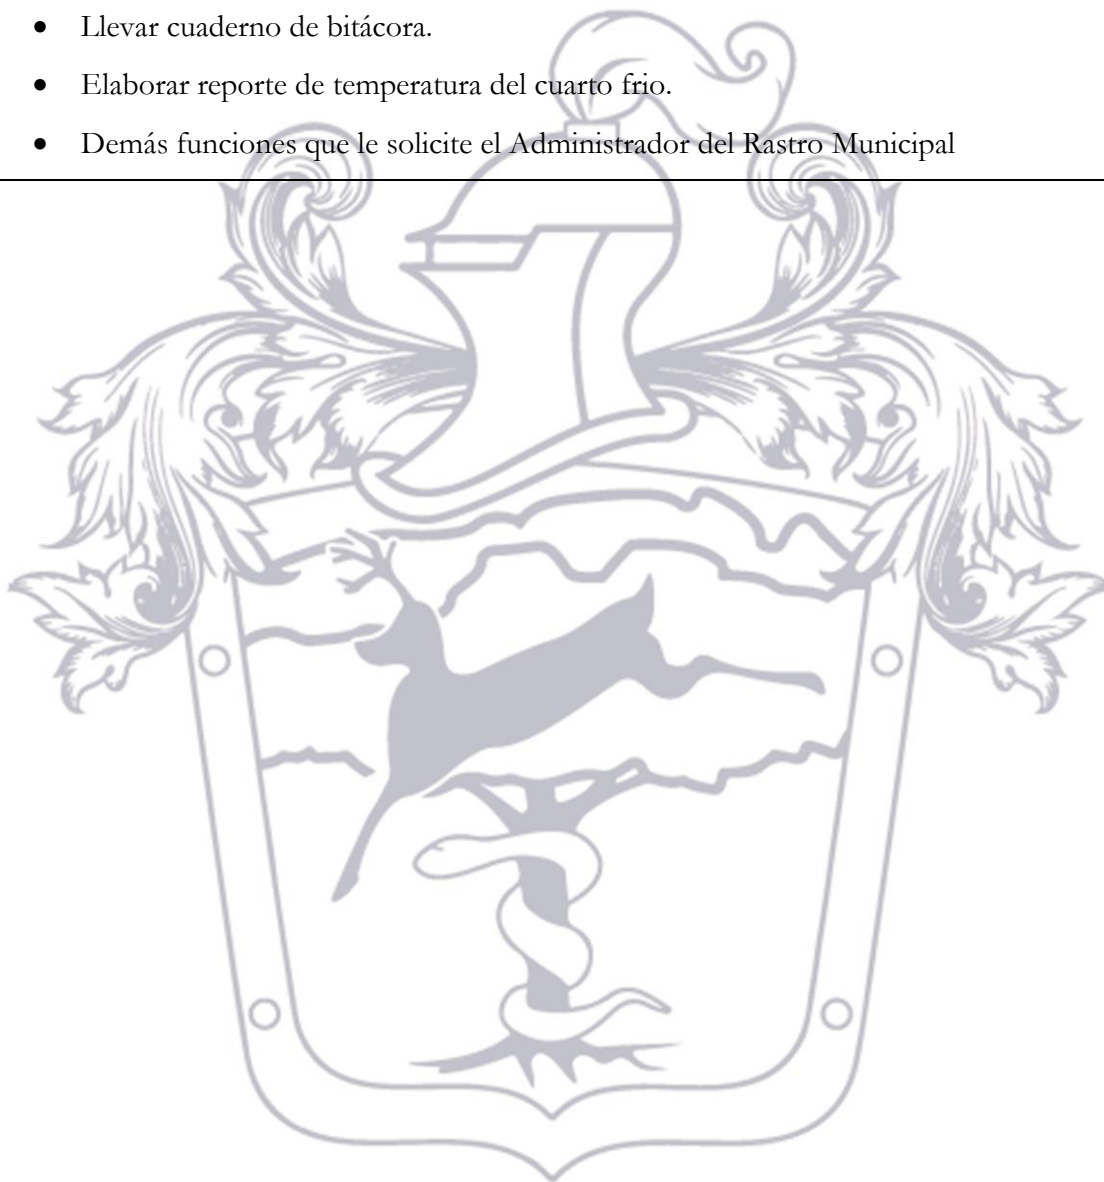 • Llevar cuaderno de bitácora.
• Elaborar reporte de temperatura del cuarto frio.
• Demás funciones que le solicite el Administrador del Rastro Municipal